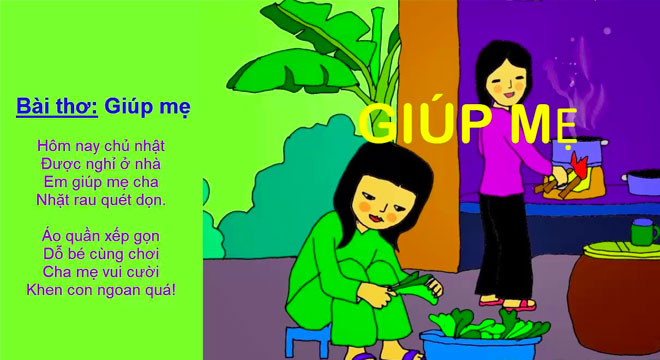 Bài thơ: Giúp mẹ
Hôm nay chủ nhật
Được nghỉ ở nhà
Em giúp mẹ cha
Nhặt rau quét dọn.
Áo quần xếp gọn
Dỗ bé cùng chơi
Cha mẹ vui cười
Khen con ngoan quá!
GIÚP MẸ